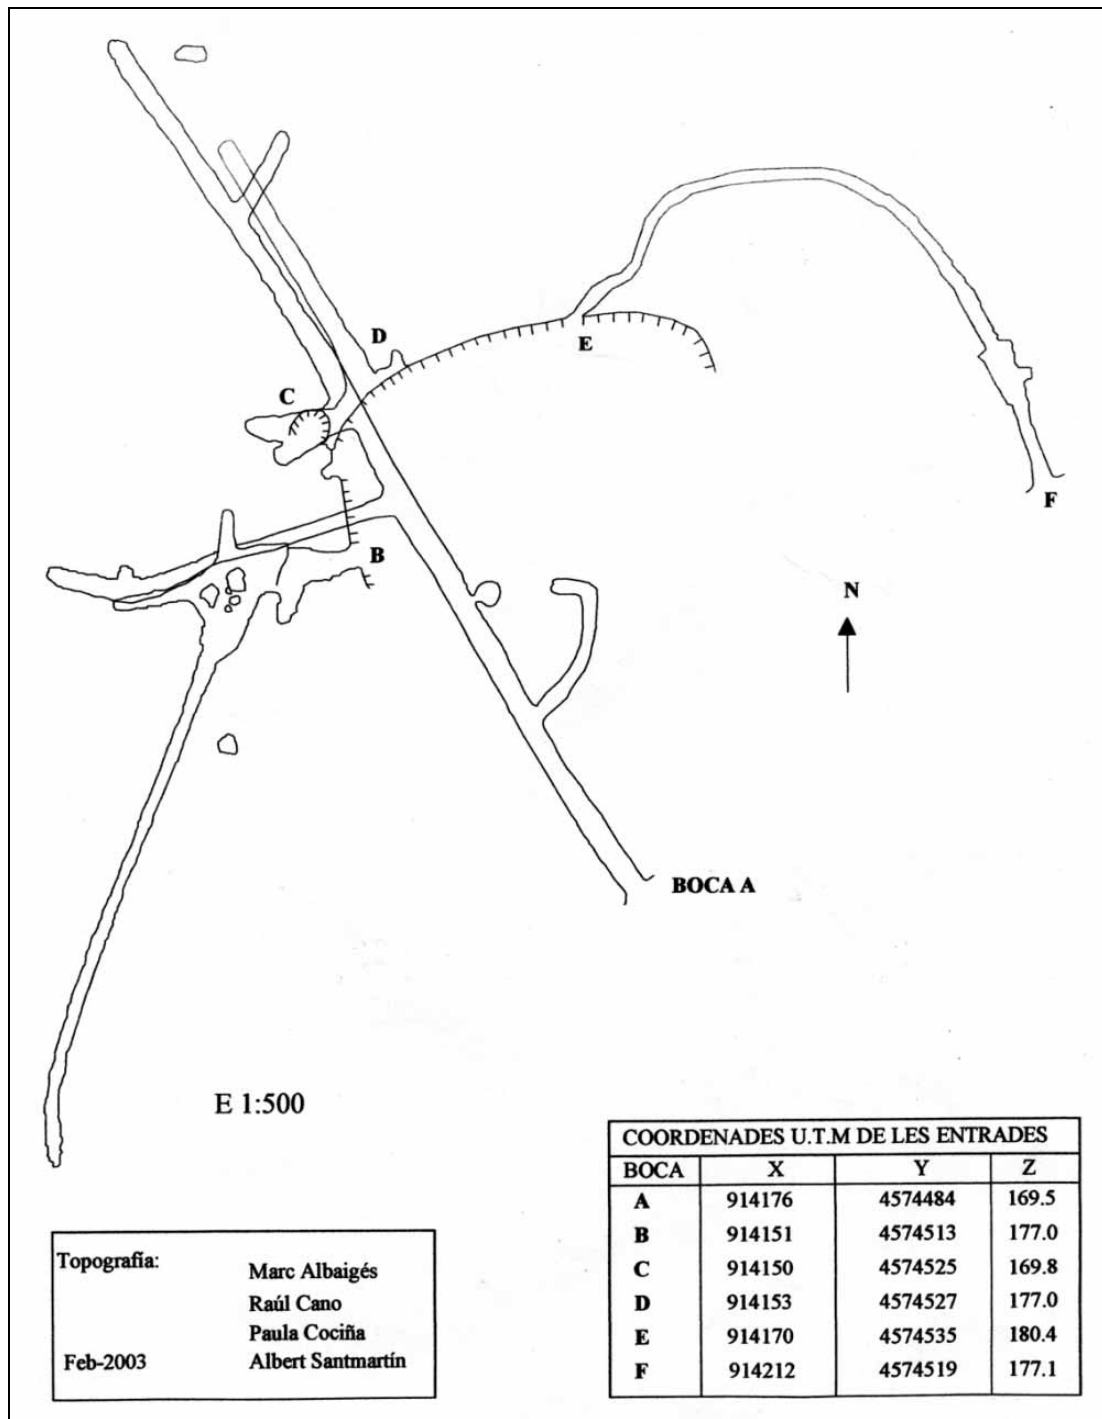 D
E
C
F
B
N
BOCA A
E 1:500
COORDENADES U.T.M DE LES ENTRADES
BOCA X Y Z
A 914176 4574484 169.5
B 914151 4574513 177.0
C 914150 4574525 169.8
D 914153 4574527 177.0
E 914170 4574535 180.4
F 914212 4574519 177.1
Topografía: Marc Albaigés
Raúl Cano
Paula Cociña
Feb-2003 Albert Santmartín